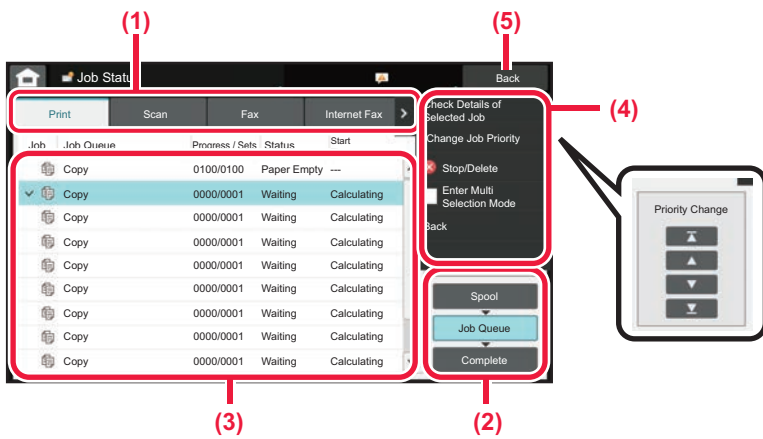 (1)
(5)
Job Status
Back
Print
Scan
Fax
Internet Fax
Check Details of
Selected Job
(4)
Change Job Priority
Job
Job Queue
Progress / Sets
Status
Start
Copy
0100/0100
Paper Empty
---
Stop/Delete
Copy
0000/0001
Waiting
Calculating
Enter Multi
Selection Mode
Copy
0000/0001
Waiting
Calculating
Back
Copy
0000/0001
Waiting
Calculating
Copy
0000/0001
Waiting
Calculating
Copy
0000/0001
Waiting
Calculating
Copy
0000/0001
Waiting
Calculating
Copy
0000/0001
Waiting
Calculating
Copy
0000/0001
Waiting
Calculating
Spool
Job Queue
Complete
Priority Change
(3)
(2)